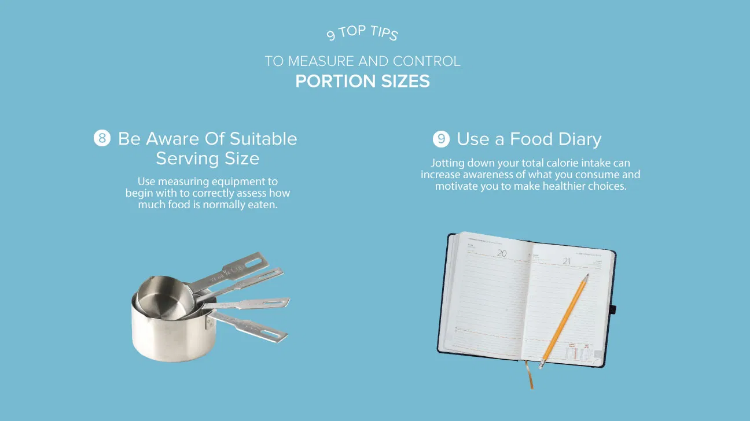 9 TOP TIPS
TO MEASURE AND CONTROL
PORTION SIZES
8 Be Aware Of Suitable
Serving Size
Use measuring equipment to
begin with to correctly assess how
much food is normally eaten.
9 Use a Food Diary
Jotting down your total calorie intake can
increase awareness of what you consume and
motivate you to make healthier choices.
20
21